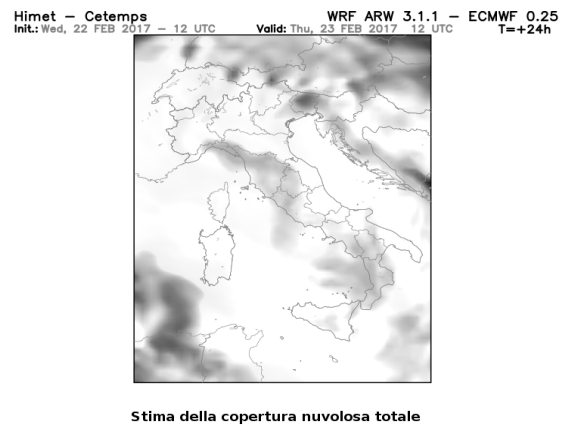 Himet – Cetemps WRF ARW 3.1.1 – ECMWF 0.25
Init.: Wed, 22 FEB 2017 – 12 UTC Valid: Thu, 23 FEB 2017 12 UTC T=+24h
Stima della copertura nuvolosa totale